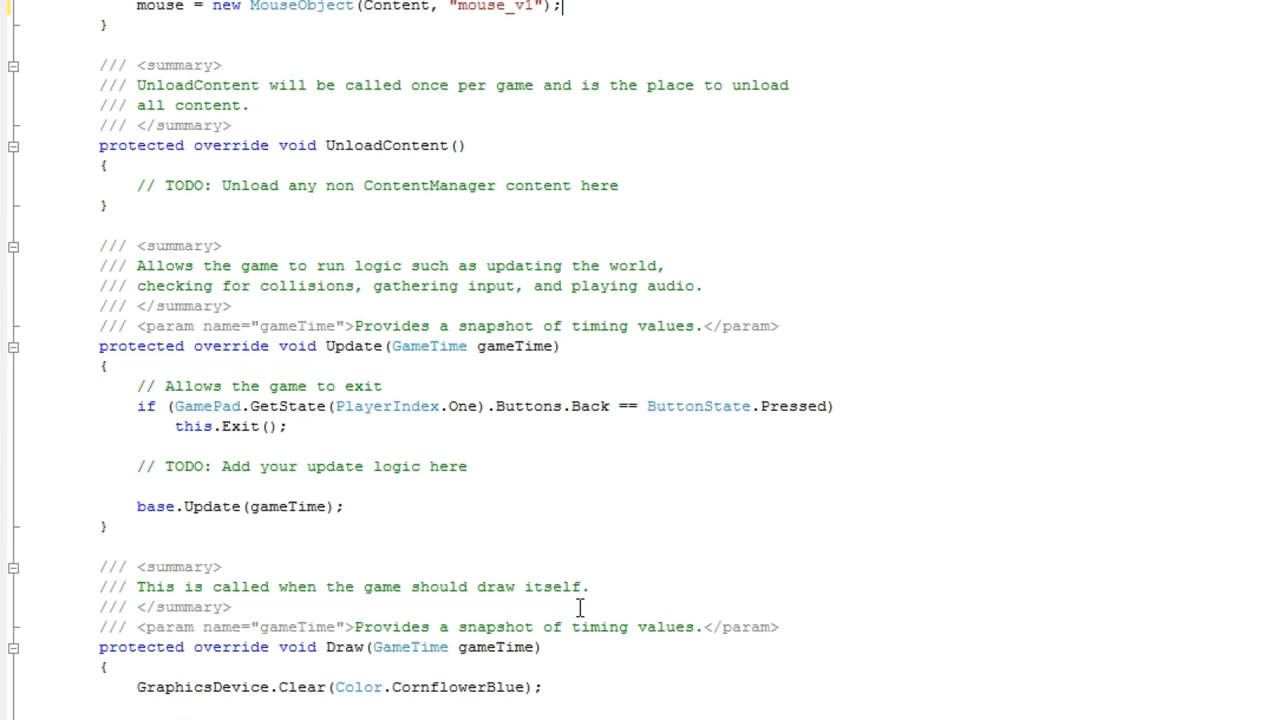 mouse = new MouseObject(Content, "mouse_v1");
}
/// <summary>
/// UnloadContent will be called once per game and is the place to unload
/// all content.
/// </summary>
protected override void UnloadContent()
{
// TODO: Unload any non ContentManager content here
}
/// <summary>
/// Allows the game to run logic such as updating the world,
/// checking for collisions, gathering input, and playing audio.
/// </summary>
/// <param name="gameTime">Provides a snapshot of timing values.</param>
protected override void Update(GameTime gameTime)
{
// Allows the game to exit
if (GamePad.GetState(PlayerIndex.One).Buttons.Back == ButtonState.Pressed)
this.Exit();
// TODO: Add your update logic here
base.Update(gameTime);
}
/// <summary>
/// This is called when the game should draw itself.
/// </summary>
/// <param name="gameTime">Provides a snapshot of timing values.</param>
protected override void Draw(GameTime gameTime)
{
GraphicsDevice.Clear(Color.CornflowerBlue);